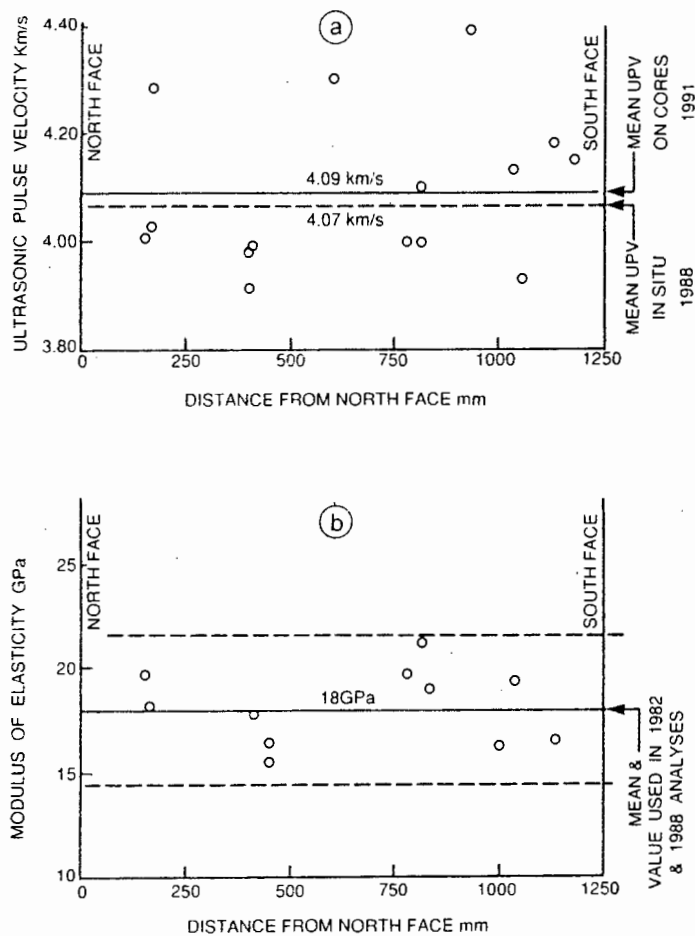 ULTRASONIC PULSE VELOCITY Km/s
4.40
4.20
4.00
3.80
NORTH FACE
a
SOUTH FACE
4.09 km/s
4.07 km/s
MEAN UPV
ON CORES
1991
MEAN UPV
IN SITU
1988
0
250
500
750
1000
1250
DISTANCE FROM NORTH FACE mm
MODULUS OF ELASTICITY GPa
25
20
15
10
NORTH FACE
b
SOUTH FACE
18GPa
MEAN &
VALUE USED IN 1982
& 1988 ANALYSES
0
250
500
750
1000
1250
DISTANCE FROM NORTH FACE mm